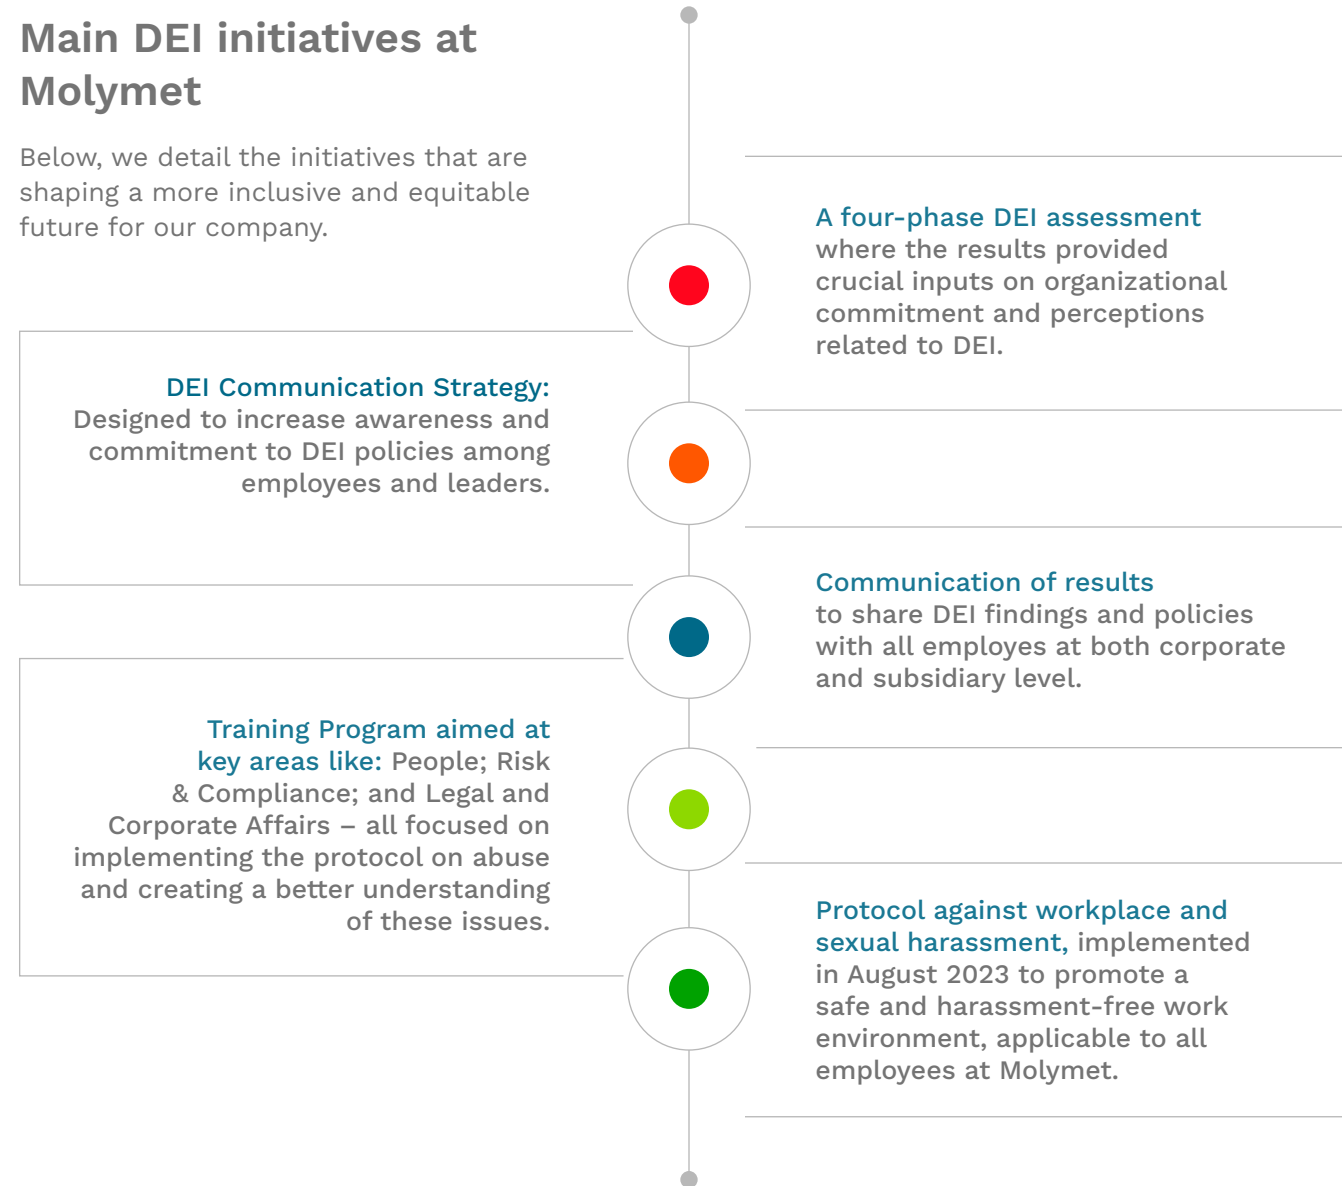 Main DEI initiatives at
Molymet
Below, we detail the initiatives that are
shaping a more inclusive and equitable
future for our company.
A four-phase DEI assessment
where the results provided
crucial inputs on organizational
commitment and perceptions
related to DEI.
DEI Communication Strategy:
Designed to increase awareness and
commitment to DEI policies among
employees and leaders.
Communication of results
to share DEI findings and policies
with all employes at both corporate
and subsidiary level.
Training Program aimed at
key areas like: People; Risk
& Compliance; and Legal and
Corporate Affairs – all focused on
implementing the protocol on abuse
and creating a better understanding
of these issues.
Protocol against workplace and
sexual harassment, implemented
in August 2023 to promote a
safe and harassment-free work
environment, applicable to all
employees at Molymet.